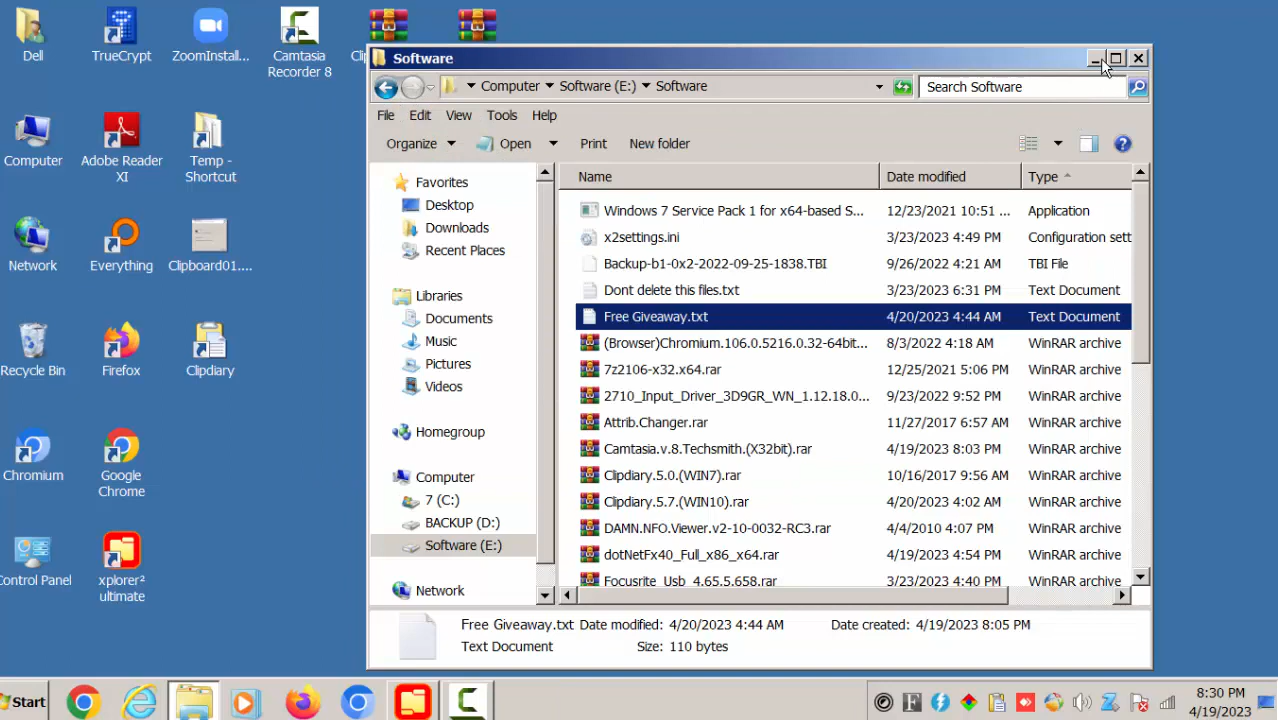 Dell
TrueCrypt
ZoomInstall...
Camtasia
Recorder 8
Computer
Adobe Reader
XI
Temp -
Shortcut
Network
Everything
Clipboard01....
Recycle Bin
Firefox
Clipdiary
Chromium
Google
Chrome
Control Panel
xplorer²
ultimate
Software
Computer
Software (E:)
Software
Search Software
File
Edit
View
Tools
Help
Organize
Open
Print
New folder
Favorites
Desktop
Downloads
Recent Places
Libraries
Documents
Music
Pictures
Videos
Homegroup
Computer
7 (C:)
BACKUP (D:)
Software (E:)
Network
Name Date modified Type
Windows 7 Service Pack 1 for x64-based S... 12/23/2021 10:51 ... Application
x2settings.ini 3/23/2023 4:49 PM Configuration sett
Backup-b1-0x2-2022-09-25-1838.TBI 9/26/2022 4:21 AM TBI File
Dont delete this files.txt 3/23/2023 6:31 PM Text Document
Free Giveaway.txt 4/20/2023 4:44 AM Text Document
(Browser)Chromium.106.0.5216.0.32-64bit... 8/3/2022 4:18 AM WinRAR archive
7z2106-x32.x64.rar 12/25/2021 5:06 PM WinRAR archive
2710_Input_Driver_3D9GR_WN_1.12.18.0... 9/23/2022 9:52 PM WinRAR archive
Attrib.Changer.rar 11/27/2017 6:57 AM WinRAR archive
Camtasia.v.8.Techsmith.(X32bit).rar 4/19/2023 8:03 PM WinRAR archive
Clipdiary.5.0.(WIN7).rar 10/16/2017 9:56 AM WinRAR archive
Clipdiary.5.7.(WIN10).rar 4/20/2023 4:02 AM WinRAR archive
DAMN.NFO.Viewer.v2-10-0032-RC3.rar 4/4/2010 4:07 PM WinRAR archive
dotNetFx40_Full_x86_x64.rar 4/19/2023 4:54 PM WinRAR archive
Focusrite_Usb_4.65.5.658.rar 3/23/2023 4:40 PM WinRAR archive
Free Giveaway.txt Date modified: 4/20/2023 4:44 AM Date created: 4/19/2023 8:05 PM
Text Document Size: 110 bytes
Start
8:30 PM
4/19/2023